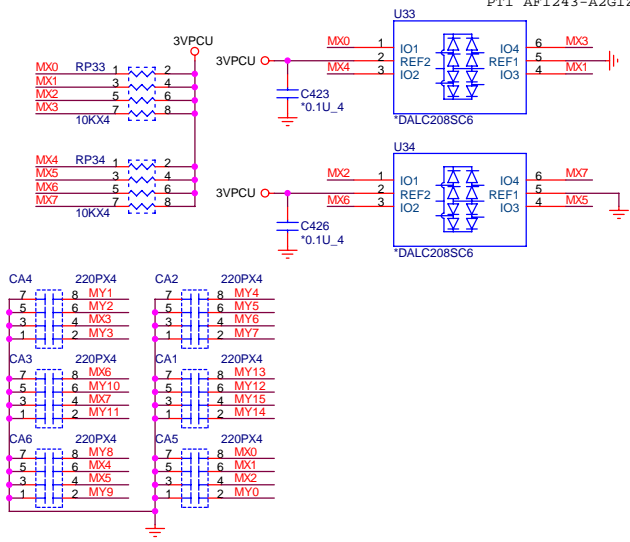 PTI AF1243-A2G1Z
3VPCU
MX0 RP33 1 2
MX1 3 4
MX2 5 6
MX3 7 8
10KX4
MX4 RP34 1 2
MX5 3 4
MX6 5 6
MX7 7 8
10KX4
U33
3VPCU
MX0 1 IO1 IO4 6 MX3
2 REF2 REF1 5
MX4 3 IO2 IO3 4 MX1
C423
*0.1U_4
*DALC208SC6
U34
3VPCU
MX2 1 IO1 IO4 6 MX7
2 REF2 REF1 5
MX6 3 IO2 IO3 4 MX5
C426
*0.1U_4
*DALC208SC6
CA4 220PX4
7 8 MY1
5 6 MY2
3 4 MX3
1 2 MY3
CA2 220PX4
7 8 MY4
5 6 MY5
3 4 MY6
1 2 MY7
CA3 220PX4
7 8 MX6
5 6 MY10
3 4 MX7
1 2 MY11
CA1 220PX4
7 8 MY13
5 6 MY12
3 4 MY15
1 2 MY14
CA6 220PX4
7 8 MY8
5 6 MX4
3 4 MX5
1 2 MY9
CA5 220PX4
7 8 MX0
5 6 MX1
3 4 MX2
1 2 MY0